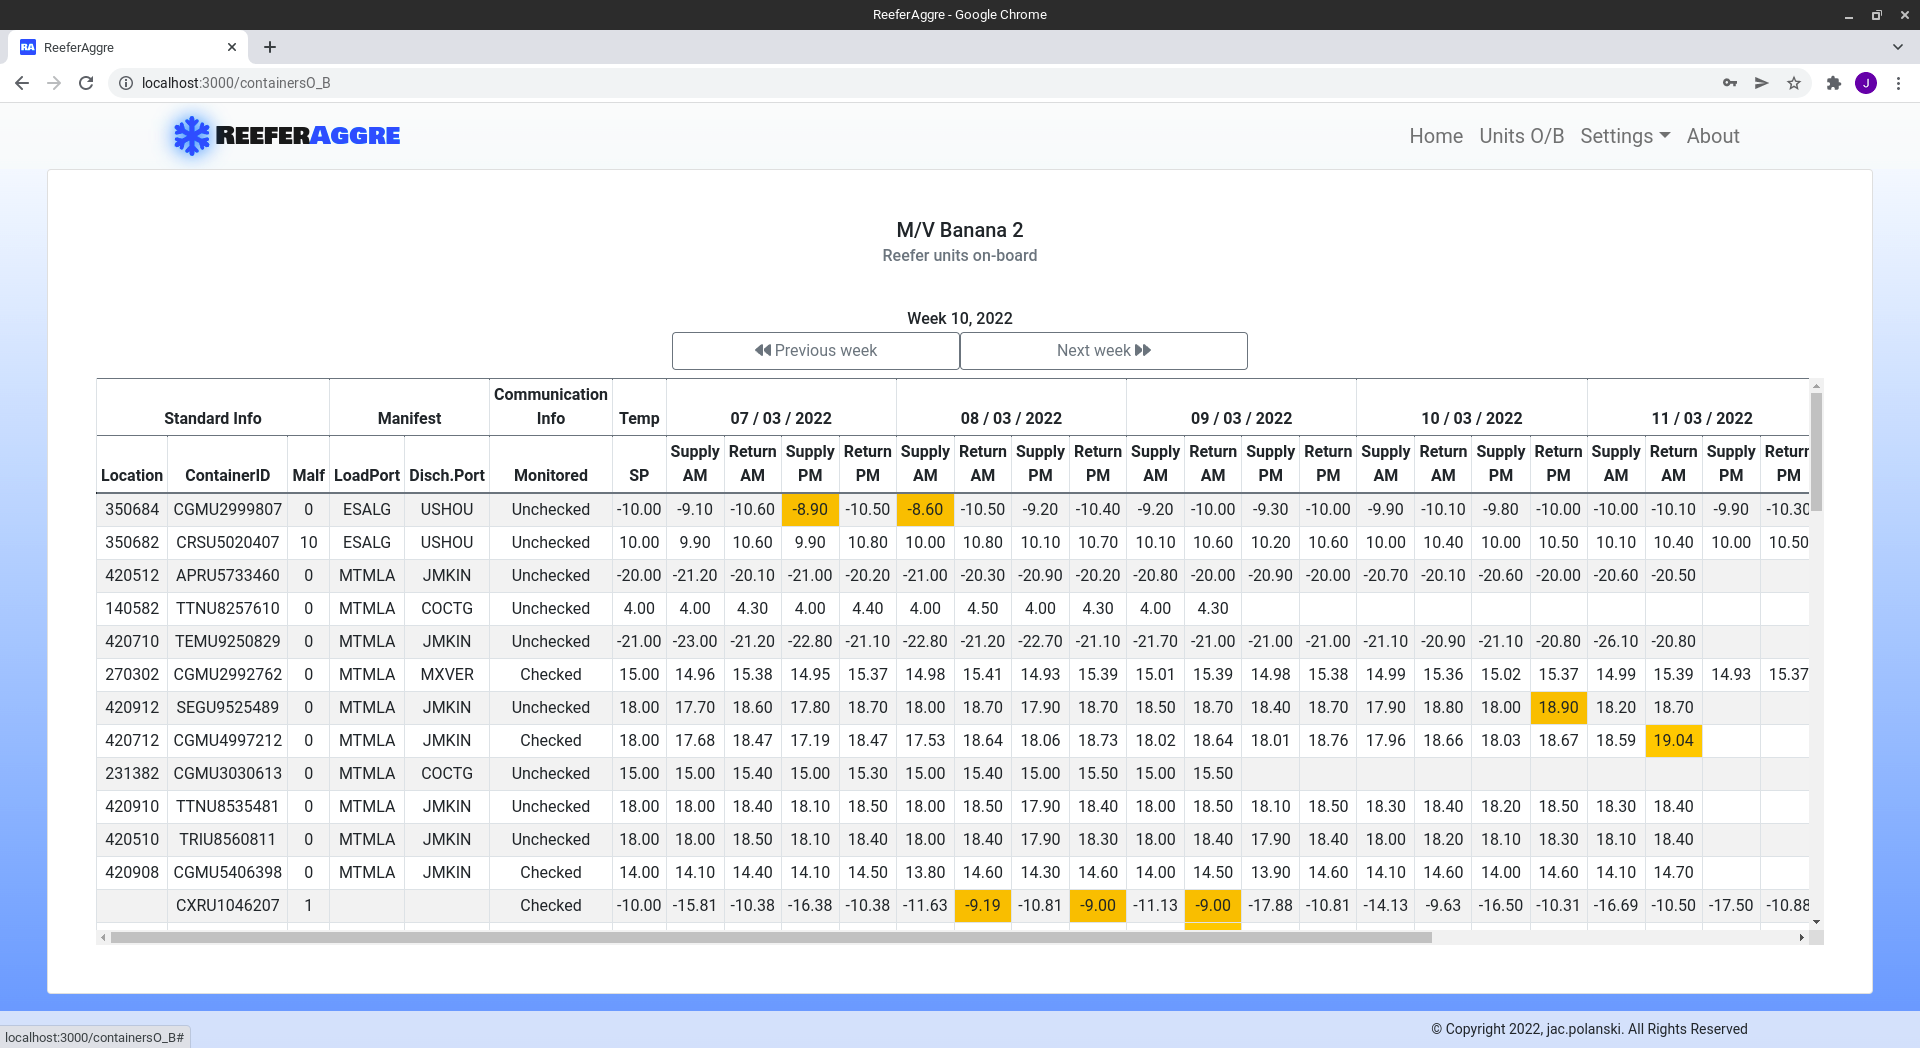 ReeferAggre - Google Chrome
RA ReeferAggre
localhost:3000/containersO_B
J
REEFERAGGRE
Home Units O/B Settings About
M/V Banana 2
Reefer units on-board
Week 10, 2022
Previous week Next week
Standard Info Manifest Communication Info Temp 07 / 03 / 2022 08 / 03 / 2022 09 / 03 / 2022 10 / 03 / 2022 11 / 03 / 2022
Location ContainerID Malf LoadPort Disch.Port Monitored SP Supply AM Return AM Supply PM Return PM Supply AM Return AM Supply PM Return PM Supply AM Return AM Supply PM Return PM Supply AM Return AM Supply PM Return PM Supply AM Return AM Supply PM Return PM
350684 CGMU2999807 0 ESALG USHOU Unchecked -10.00 -9.10 -10.60 -8.90 -10.50 -8.60 -10.50 -9.20 -10.40 -9.20 -10.00 -9.30 -10.00 -9.90 -10.10 -9.80 -10.00 -10.00 -10.10 -9.90 -10.30
350682 CRSU5020407 10 ESALG USHOU Unchecked 10.00 9.90 10.60 9.90 10.80 10.00 10.80 10.10 10.70 10.10 10.60 10.20 10.60 10.00 10.40 10.00 10.50 10.10 10.40 10.00 10.50
420512 APRU5733460 0 MTMLA JMKIN Unchecked -20.00 -21.20 -20.10 -21.00 -20.20 -21.00 -20.30 -20.90 -20.20 -20.80 -20.00 -20.90 -20.00 -20.70 -20.10 -20.60 -20.00 -20.60 -20.50
140582 TTNU8257610 0 MTMLA COCTG Unchecked 4.00 4.00 4.30 4.00 4.40 4.00 4.50 4.00 4.30 4.00 4.30
420710 TEMU9250829 0 MTMLA JMKIN Unchecked -21.00 -23.00 -21.20 -22.80 -21.10 -22.80 -21.20 -22.70 -21.10 -21.70 -21.00 -21.00 -21.00 -21.10 -20.90 -21.10 -20.80 -26.10 -20.80
270302 CGMU2992762 0 MTMLA MXVER Checked 15.00 14.96 15.38 14.95 15.37 14.98 15.41 14.93 15.39 15.01 15.39 14.98 15.38 14.99 15.36 15.02 15.37 14.99 15.39 14.93 15.37
420912 SEGU9525489 0 MTMLA JMKIN Unchecked 18.00 17.70 18.60 17.80 18.70 18.00 18.70 17.90 18.70 18.50 18.70 18.40 18.70 17.90 18.80 18.00 18.90 18.20 18.70
420712 CGMU4997212 0 MTMLA JMKIN Checked 18.00 17.68 18.47 17.19 18.47 17.53 18.64 18.06 18.73 18.02 18.64 18.01 18.76 17.96 18.66 18.03 18.67 18.59 19.04
231382 CGMU3030613 0 MTMLA COCTG Unchecked 15.00 15.00 15.40 15.00 15.30 15.00 15.40 15.00 15.50 15.00 15.50
420910 TTNU8535481 0 MTMLA JMKIN Unchecked 18.00 18.00 18.40 18.10 18.50 18.00 18.50 17.90 18.40 18.00 18.50 18.10 18.50 18.30 18.40 18.20 18.50 18.30 18.40
420510 TRIU8560811 0 MTMLA JMKIN Unchecked 18.00 18.00 18.50 18.10 18.40 18.00 18.40 17.90 18.30 18.00 18.40 17.90 18.40 18.00 18.20 18.10 18.30 18.10 18.40
420908 CGMU5406398 0 MTMLA JMKIN Checked 14.00 14.10 14.40 14.10 14.50 13.80 14.60 14.30 14.60 14.00 14.50 13.90 14.60 14.10 14.60 14.00 14.60 14.10 14.70
CXRU1046207 1 Checked -10.00 -15.81 -10.38 -16.38 -10.38 -11.63 -9.19 -10.81 -9.00 -11.13 -9.00 -17.88 -10.81 -14.13 -9.63 -16.50 -10.31 -16.69 -10.50 -17.50 -10.88
© Copyright 2022, jac.polanski. All Rights Reserved
localhost:3000/containersO_B#